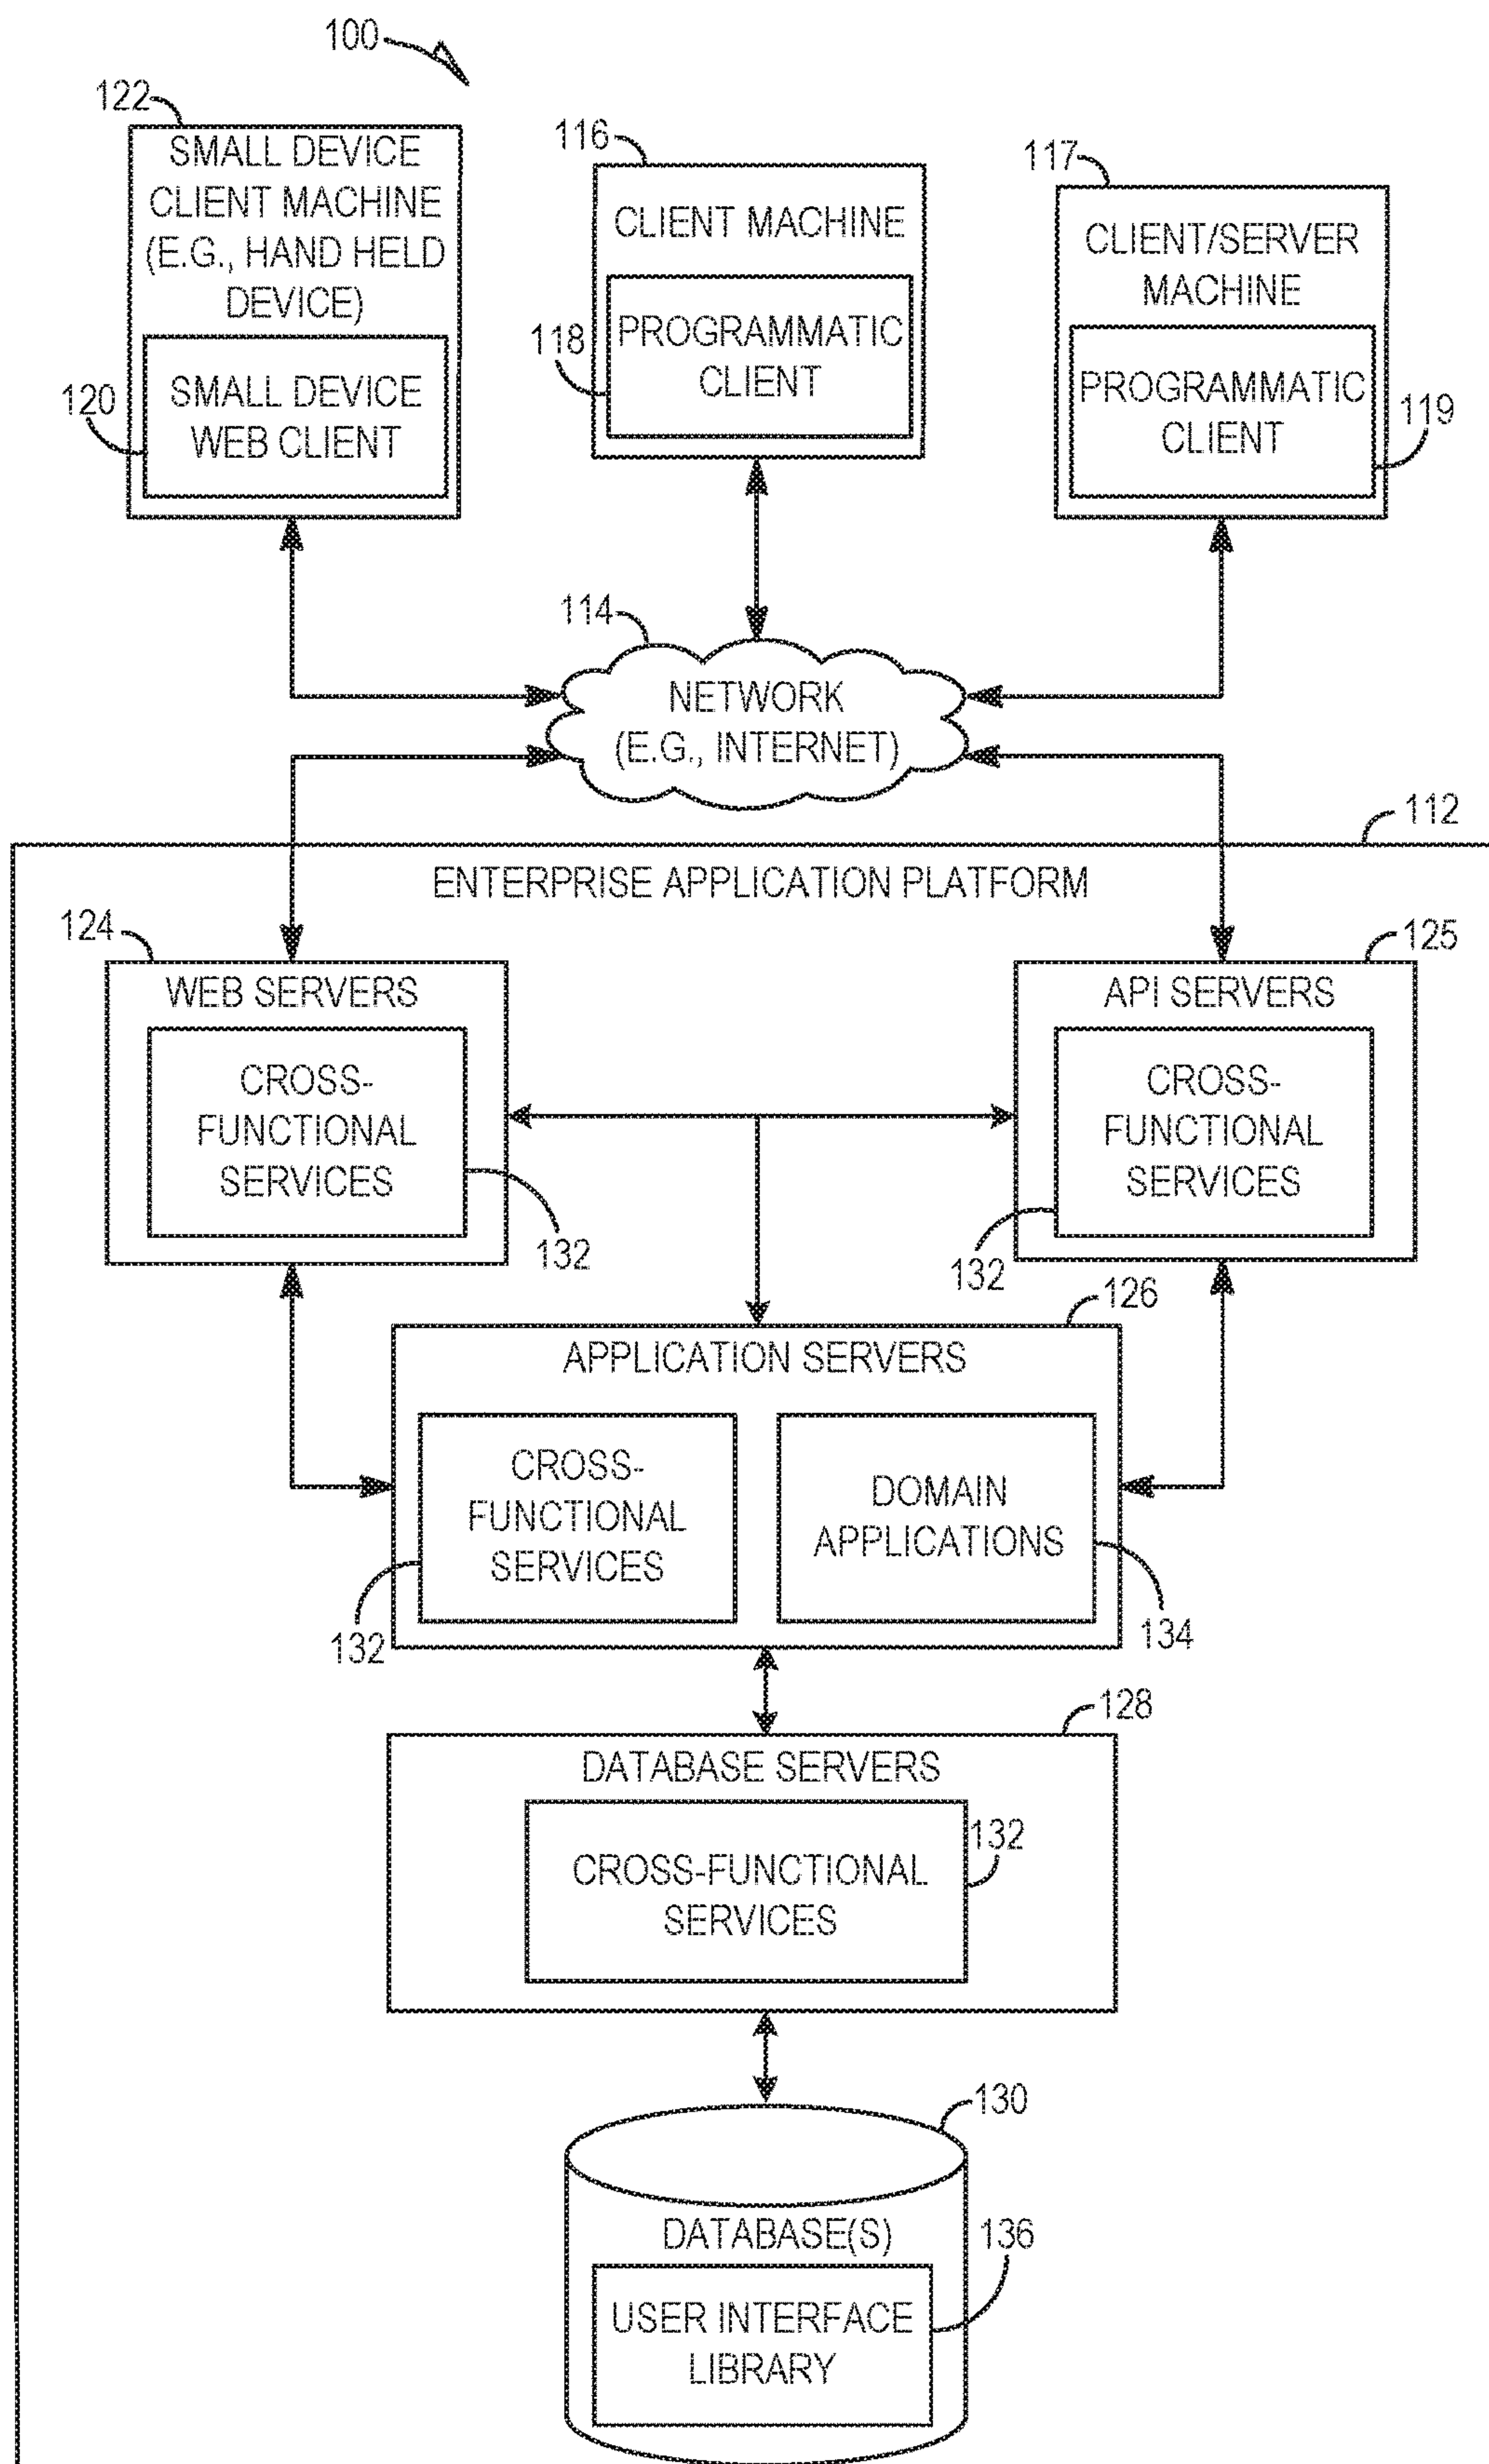 100
122
SMALL DEVICE
CLIENT MACHINE
(E.G., HAND HELD
DEVICE)
120
SMALL DEVICE
WEB CLIENT
116
CLIENT MACHINE
118
PROGRAMMATIC
CLIENT
117
CLIENT/SERVER
MACHINE
PROGRAMMATIC
CLIENT
119
114
NETWORK
(E.G., INTERNET)
112
ENTERPRISE APPLICATION PLATFORM
124
WEB SERVERS
CROSS-
FUNCTIONAL
SERVICES
132
125
API SERVERS
CROSS-
FUNCTIONAL
SERVICES
132
126
APPLICATION SERVERS
CROSS-
FUNCTIONAL
SERVICES
132
DOMAIN
APPLICATIONS
134
128
DATABASE SERVERS
132
CROSS-FUNCTIONAL
SERVICES
130
DATABASE(S)
136
USER INTERFACE
LIBRARY